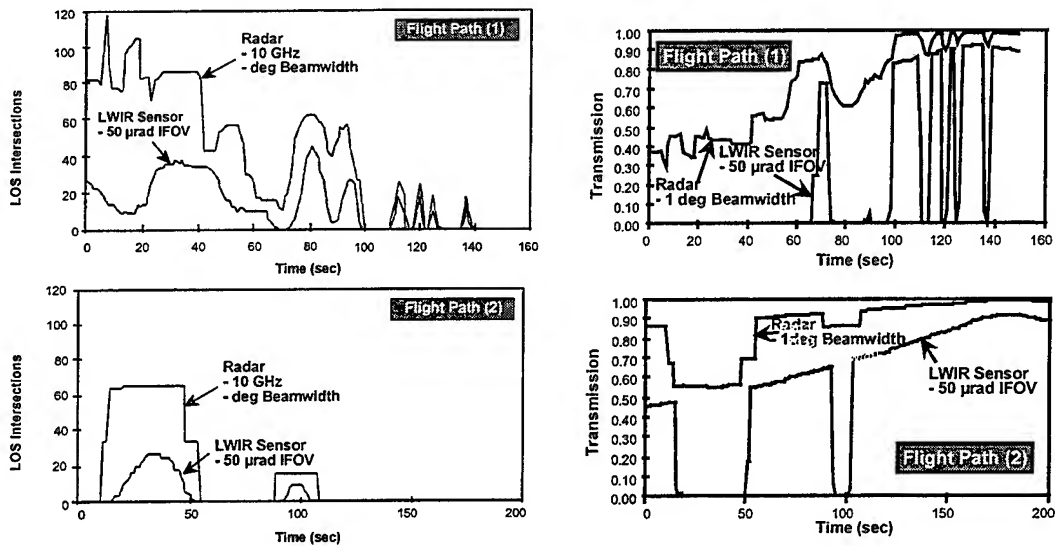 120
100
80
60
40
20
0
LOS Intersections
Flight Path (1)
Radar
- 10 GHz
- deg Beamwidth
LWIR Sensor
- 50 µrad IFOV
0 20 40 60 80 100 120 140 160
Time (sec)
1.00
0.90
0.80
0.70
0.60
0.50
0.40
0.30
0.20
0.10
0.00
Transmission
Flight Path (1)
LWIR Sensor
- 50 µrad IFOV
Radar
- 1 deg Beamwidth
0 20 40 60 80 100 120 140 160
Time (sec)
120
100
80
60
40
20
0
LOS Intersections
Flight Path (2)
Radar
- 10 GHz
- deg Beamwidth
LWIR Sensor
- 50 µrad IFOV
0 50 100 150 200
Time (sec)
1.00
0.90
0.80
0.70
0.60
0.50
0.40
0.30
0.20
0.10
0.00
Transmission
Radar
- 1deg Beamwidth
LWIR Sensor
- 50 µrad IFOV
Flight Path (2)
0 50 100 150 200
Time (sec)